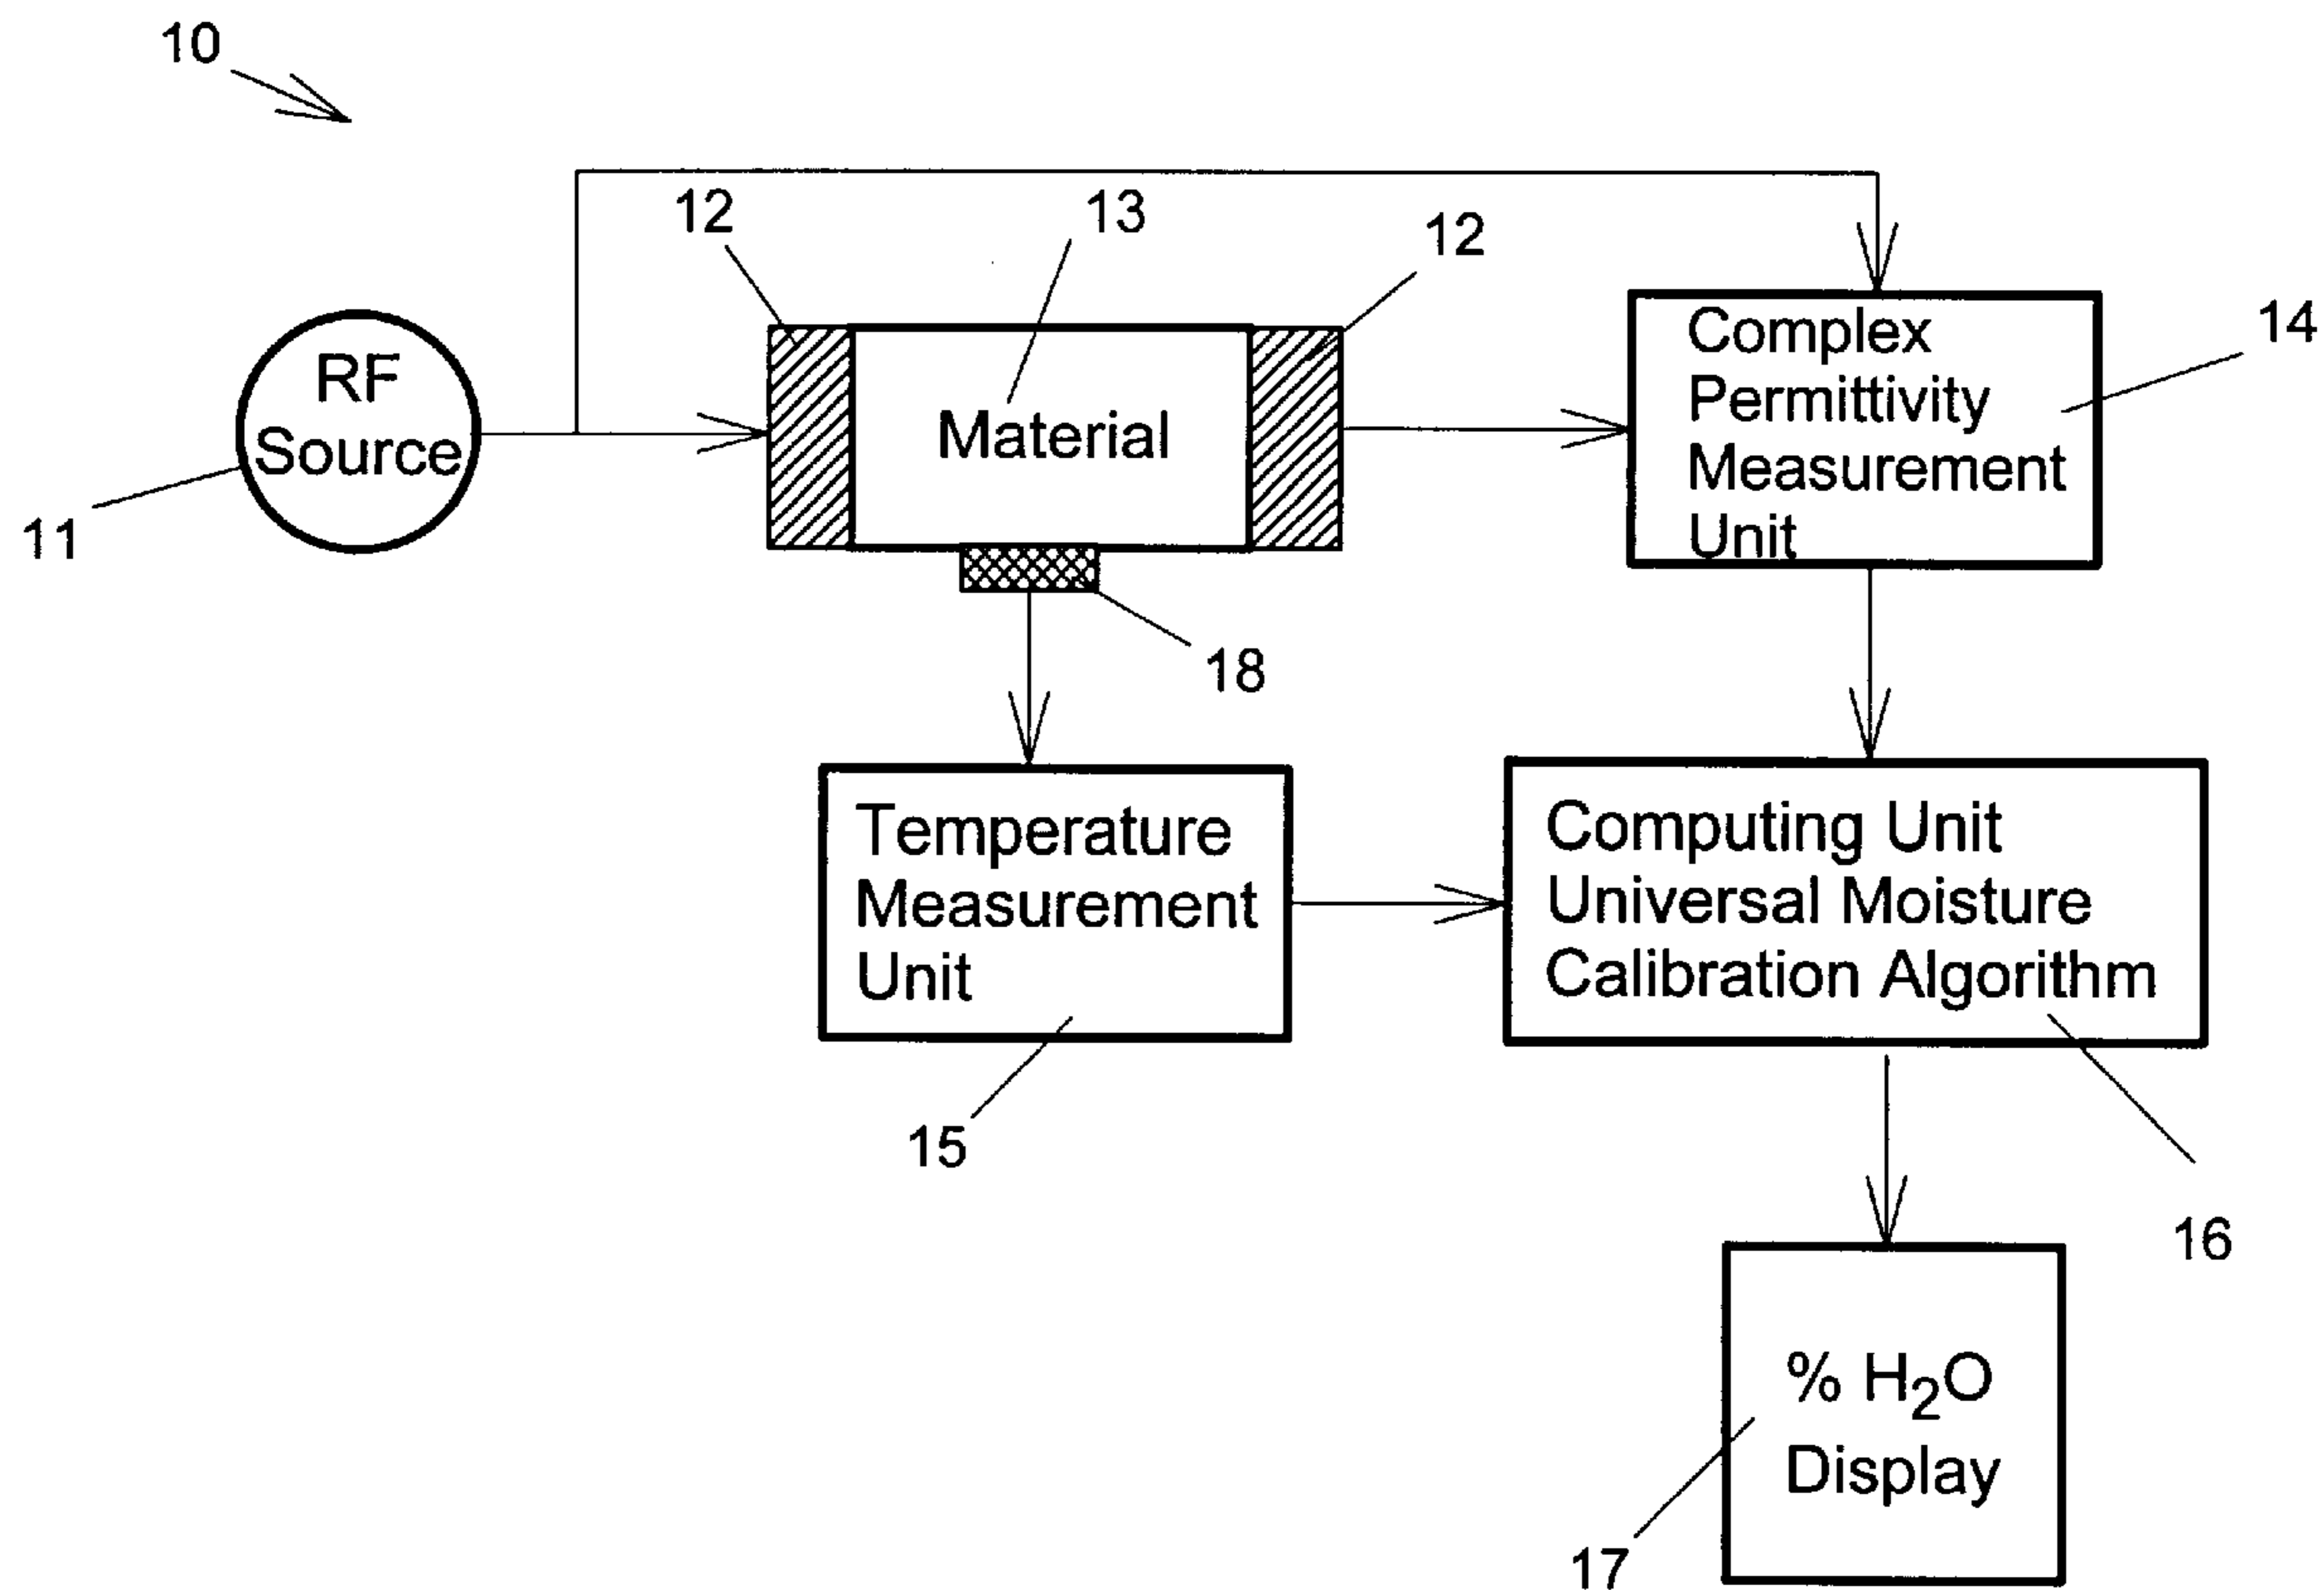 10
12
13
12
RF
Source
11
Material
Complex
Permittivity
Measurement
Unit
14
18
Temperature
Measurement
Unit
15
Computing Unit
Universal Moisture
Calibration Algorithm
16
% H₂O
Display
17